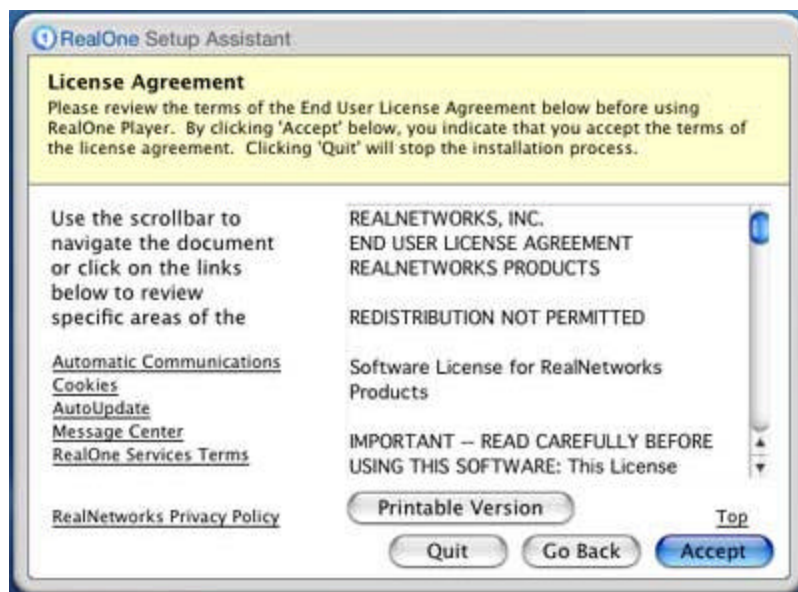 RealOne Setup Assistant
License Agreement
Please review the terms of the End User License Agreement below before using
RealOne Player. By clicking 'Accept' below, you indicate that you accept the terms of
the license agreement. Clicking 'Quit' will stop the installation process.
Use the scrollbar to
navigate the document
or click on the links
below to review
specific areas of the
Automatic Communications
Cookies
AutoUpdate
Message Center
RealOne Services Terms
RealNetworks Privacy Policy
REALNETWORKS, INC.
END USER LICENSE AGREEMENT
REALNETWORKS PRODUCTS
REDISTRIBUTION NOT PERMITTED
Software License for RealNetworks
Products
IMPORTANT -- READ CAREFULLY BEFORE
USING THIS SOFTWARE: This License
Printable Version
Top
Quit
Go Back
Accept